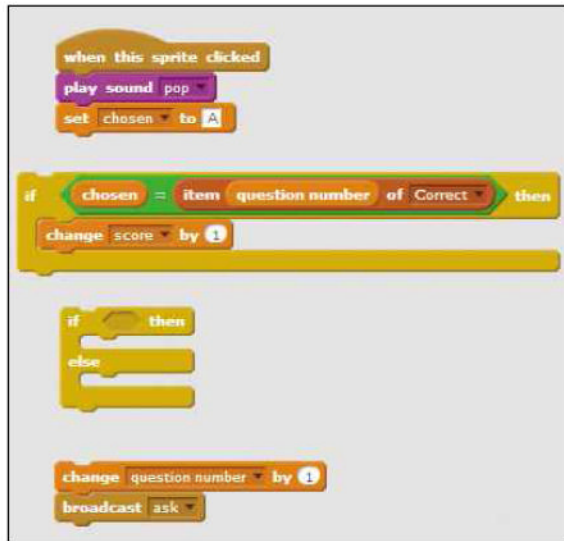 when this sprite clicked
play sound pop
set chosen to A
if chosen = item question number of Correct then
change score by 1
if then
else
change question number by 1
broadcast ask